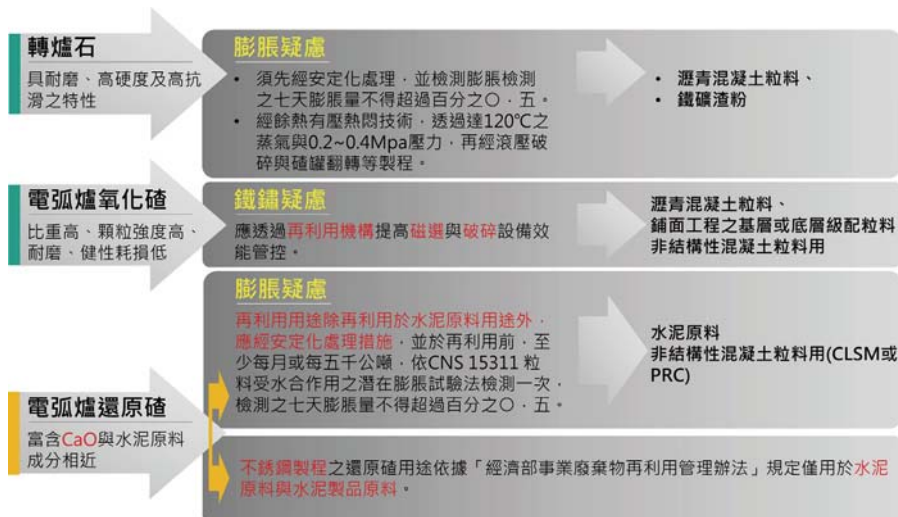 轉爐石
具耐磨、高硬度及高抗
滑之特性
膨脹疑慮
• 須先經安定化處理，並檢測膨脹檢測
之七天膨脹量不得超過百分之〇．五。
• 經餘熱有壓熱悶技術，透過達120℃之
蒸氣與0.2~0.4Mpa壓力，再經滾壓破
碎與碴罐翻轉等製程。
• 瀝青混凝土粒料、
• 鐵礦渣粉
電弧爐氧化碴
比重高、顆粒強度高、
耐磨、健性耗損低
鐵鏽疑慮
應透過再利用機構提高磁選與破碎設備效
能管控。
瀝青混凝土粒料、
鋪面工程之基層或底層級配粒料
非結構性混凝土粒料用
電弧爐還原碴
富含CaO與水泥原料
成分相近
膨脹疑慮
再利用用途除再利用於水泥原料用途外，
應經安定化處理措施，並於再利用前，至
少每月或每五千公噸，依CNS 15311 粒
料受水合作用之潛在膨脹試驗法檢測一次，
檢測之七天膨脹量不得超過百分之〇．五。
水泥原料
非結構性混凝土粒料用(CLSM或
PRC)
不銹鋼製程之還原碴用途依據「經濟部事業廢棄物再利用管理辦法」規定僅用於水泥
原料與水泥製品原料。